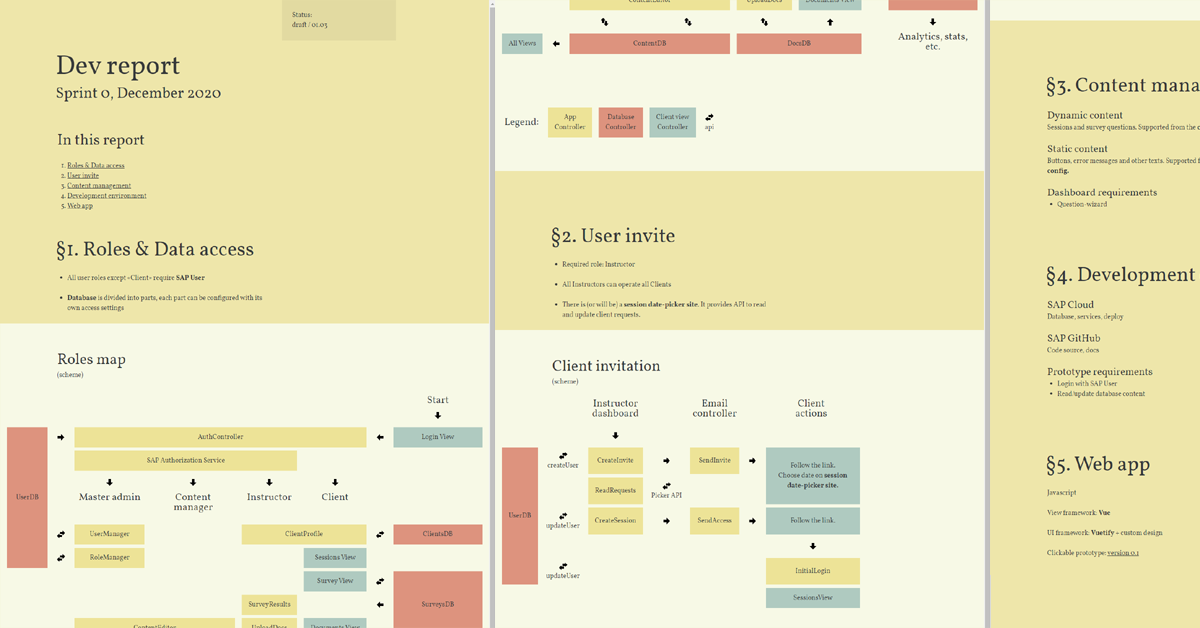 Status:
draft / 01.03
Dev report
Sprint 0, December 2020
In this report
1. Roles & Data access
2. User invite
3. Content management
4. Development environment
5. Web app
§1. Roles & Data access
• All user roles except «Client» require SAP User
• Database is divided into parts, each part can be configured with its
own access settings
Roles map
(scheme)
Start
AuthController
Login View
SAP Authorization Service
UserDB
Master admin
Content
manager
Instructor
Client
UserManager
ClientProfile
ClientsDB
RoleManager
Sessions View
Survey View
SurveyResults
SurveysDB
ContentEditor
UploadDocs
Documents View
ContentEditor
UploadDocs
Documents View
All Views
ContentDB
DocsDB
Analytics, stats,
etc.
Legend:
App
Controller
Database
Controller
Client view
Controller
api
§2. User invite
• Required role: Instructor
• All Instructors can operate all Clients
• There is (or will be) a session date-picker site. It provides API to read
and update client requests.
Client invitation
(scheme)
Instructor
dashboard
Email
controller
Client
actions
UserDB
createUser
CreateInvite
SendInvite
Follow the link.
Choose date on session
date-picker site.
ReadRequests
Picker API
updateUser
CreateSession
SendAccess
Follow the link.
updateUser
InitialLogin
SessionsView
§3. Content mana
Dynamic content
Sessions and survey questions. Supported from the
Static content
Buttons, error messages and other texts. Supported f
config.
Dashboard requirements
• Question-wizard
§4. Development
SAP Cloud
Database, services, deploy
SAP GitHub
Code source, docs
Prototype requirements
• Login with SAP User
• Read/update database content
§5. Web app
Javascript
View framework: Vue
UI framework: Vuetify + custom design
Clickable prototype: version 0.1